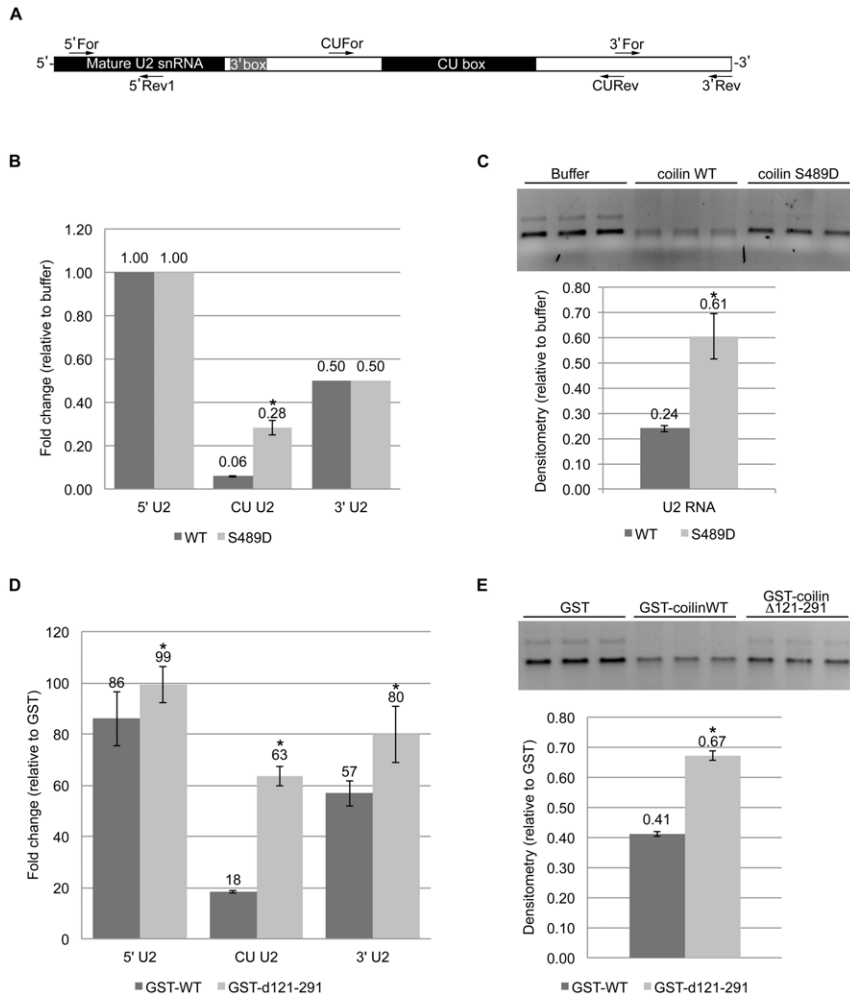 A
5'For
CUFor
3'For
5'-
Mature U2 snRNA
3'box
CU box
-3'
5'Rev1
CURev
3'Rev
B
Fold change (relative to buffer)
1.20
1.00
0.80
0.60
0.40
0.20
0.00
1.00 1.00
0.06
*
0.28
0.50 0.50
5' U2 CU U2 3' U2
WT S489D
C
Buffer coilin WT coilin S489D
Densitometry (relative to buffer)
0.80
0.70
0.60
0.50
0.40
0.30
0.20
0.10
0.00
0.24
*
0.61
U2 RNA
WT S489D
D
Fold change (relative to GST)
120
100
80
60
40
20
0
86
*
99
18
*
63
57
*
80
5' U2 CU U2 3' U2
GST-WT GST-d121-291
E
GST GST-coilinWT GST-coilin
Δ121-291
Densitometry (relative to GST)
0.80
0.70
0.60
0.50
0.40
0.30
0.20
0.10
0.00
0.41
*
0.67
GST-WT GST-d121-291